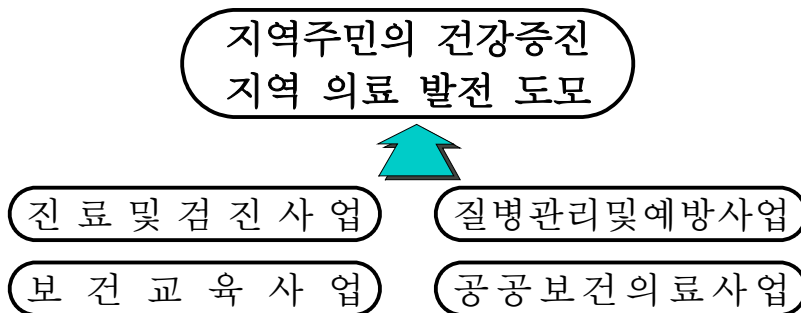 지역주민의 건강증진
지역 의료 발전 도모
진 료 및 검 진 사 업
질병관리및예방사업
보 건 교 육 사 업
공공보건의료사업